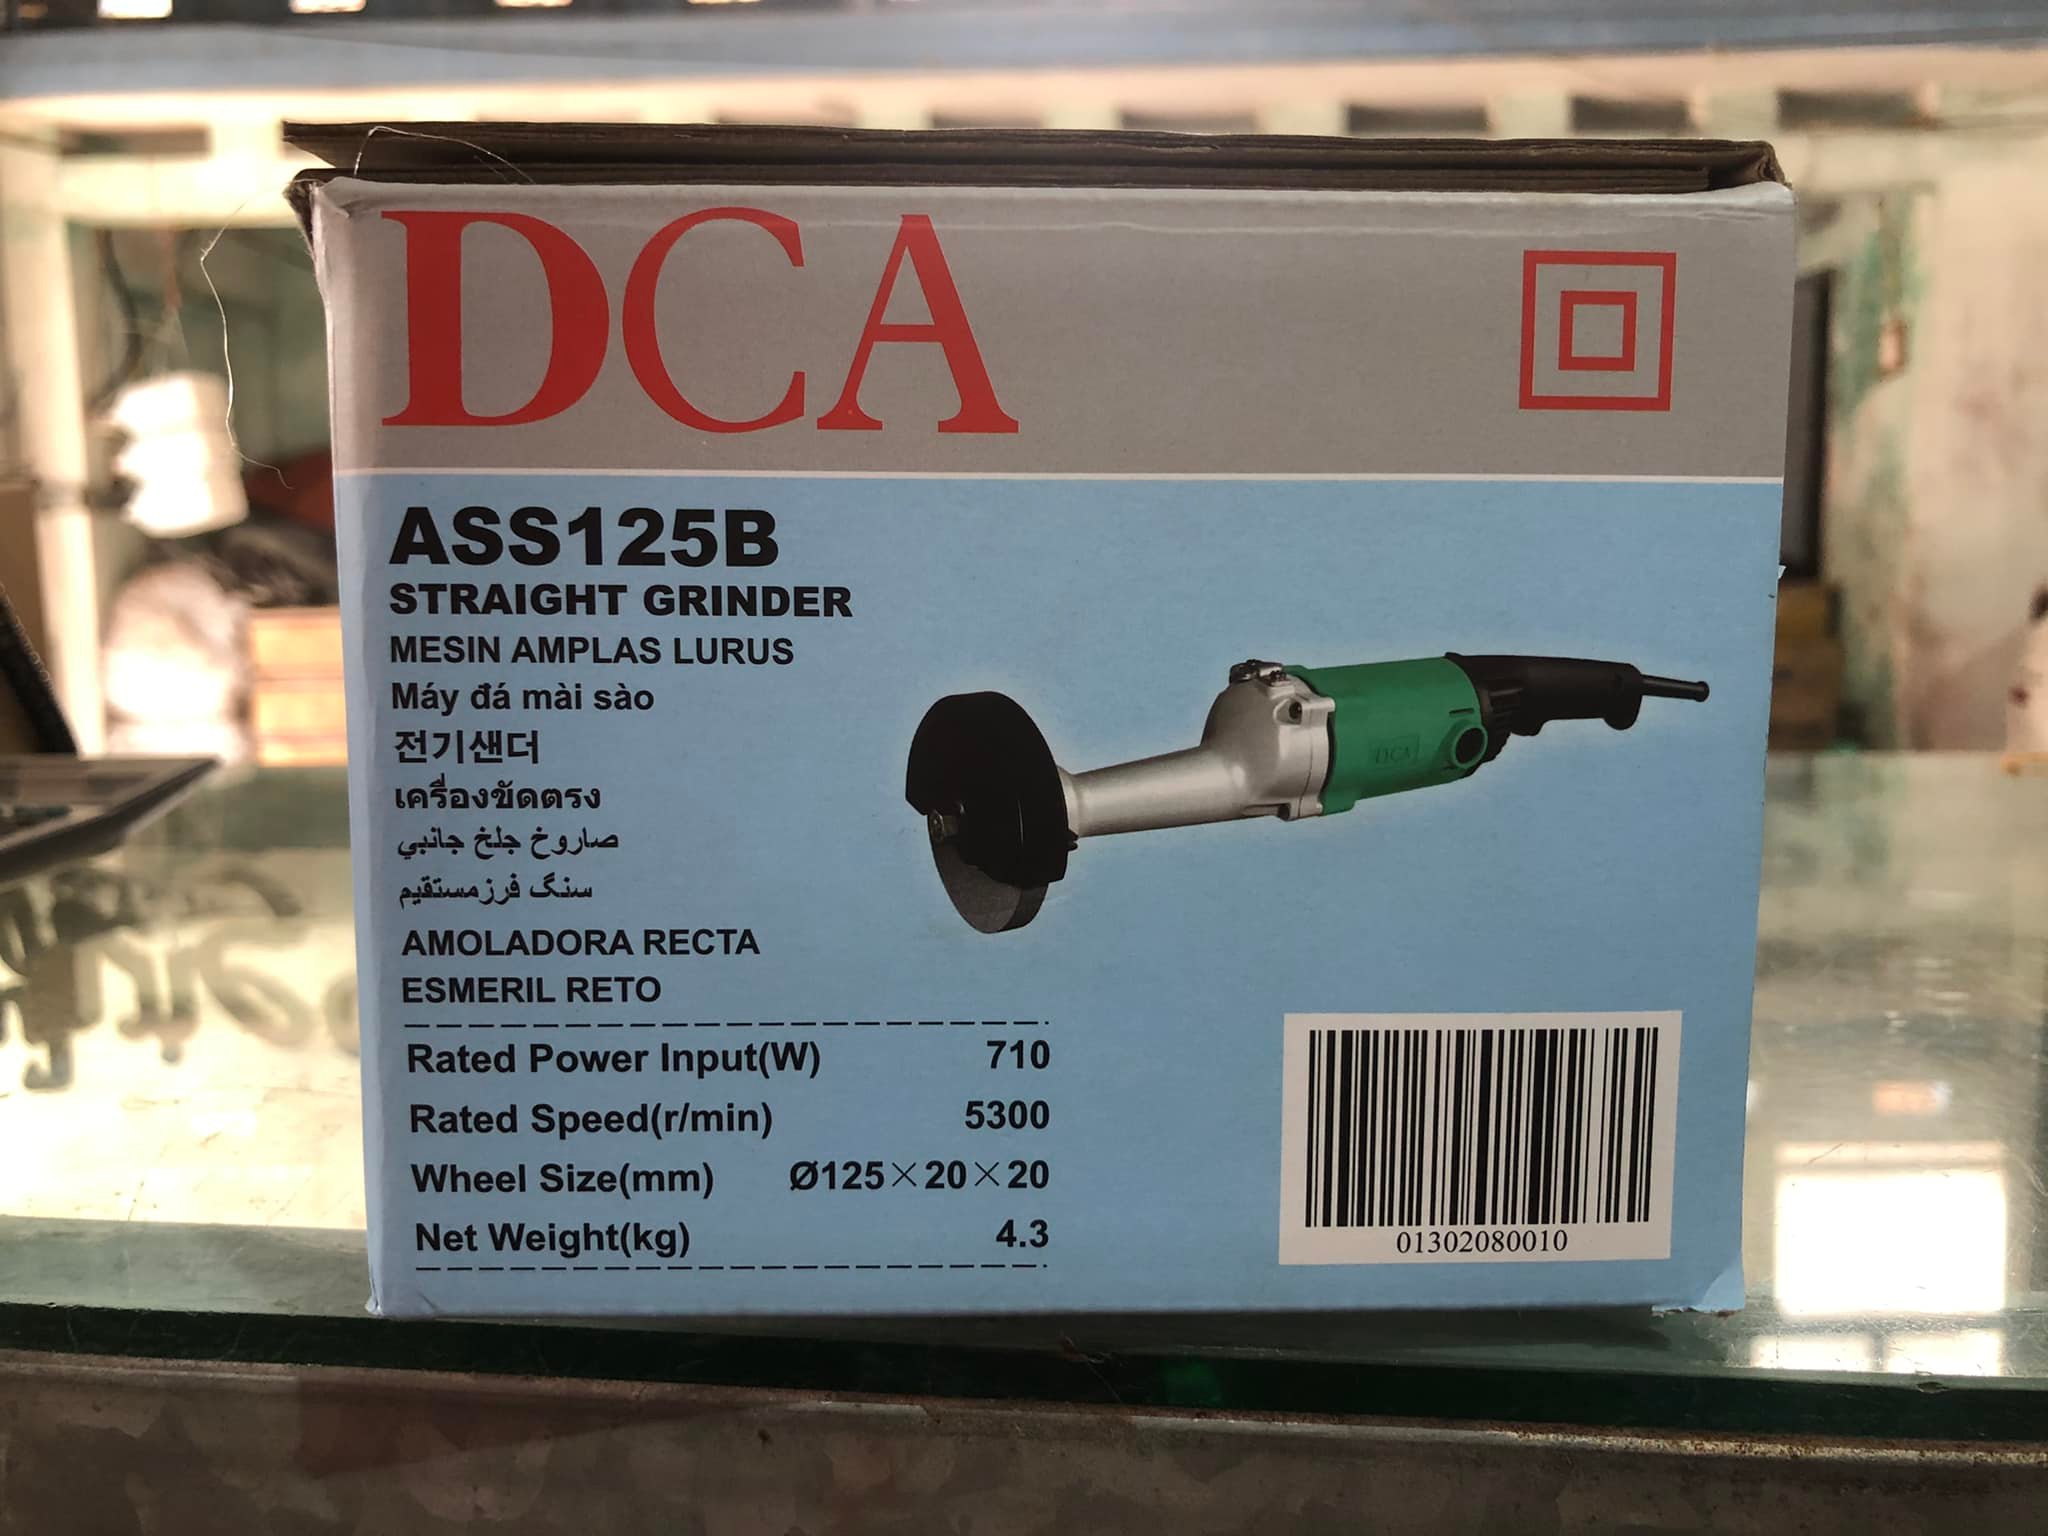 DCA
ASS125B
STRAIGHT GRINDER
MESIN AMPLAS LURUS
Máy đá mài sào
전기샌더
เครื่องขัดตรง
صاروخ جلخ جانبي
سنگ فرزمستقیم
AMOLADORA RECTA
ESMERIL RETO
DCA
Rated Power Input(W) 710
Rated Speed(r/min) 5300
Wheel Size(mm) Ø125×20×20
Net Weight(kg) 4.3
01302080010